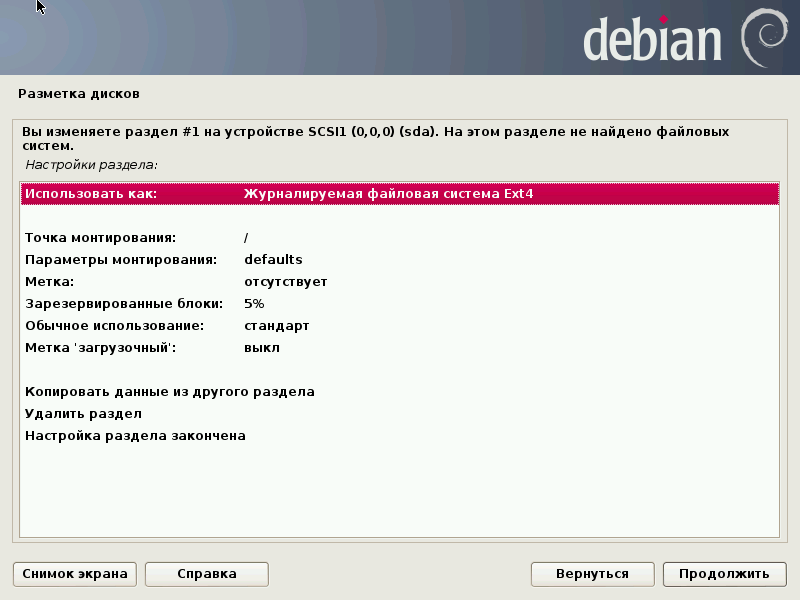 debian
Разметка дисков
Вы изменяете раздел #1 на устройстве SCSI1 (0,0,0) (sda). На этом разделе не найдено файловых
систем.
Настройки раздела:
Использовать как: Журналируемая файловая система Ext4
Точка монтирования: /
Параметры монтирования: defaults
Метка: отсутствует
Зарезервированные блоки: 5%
Обычное использование: стандарт
Метка 'загрузочный': выкл
Копировать данные из другого раздела
Удалить раздел
Настройка раздела закончена
Снимок экрана Справка Вернуться Продолжить